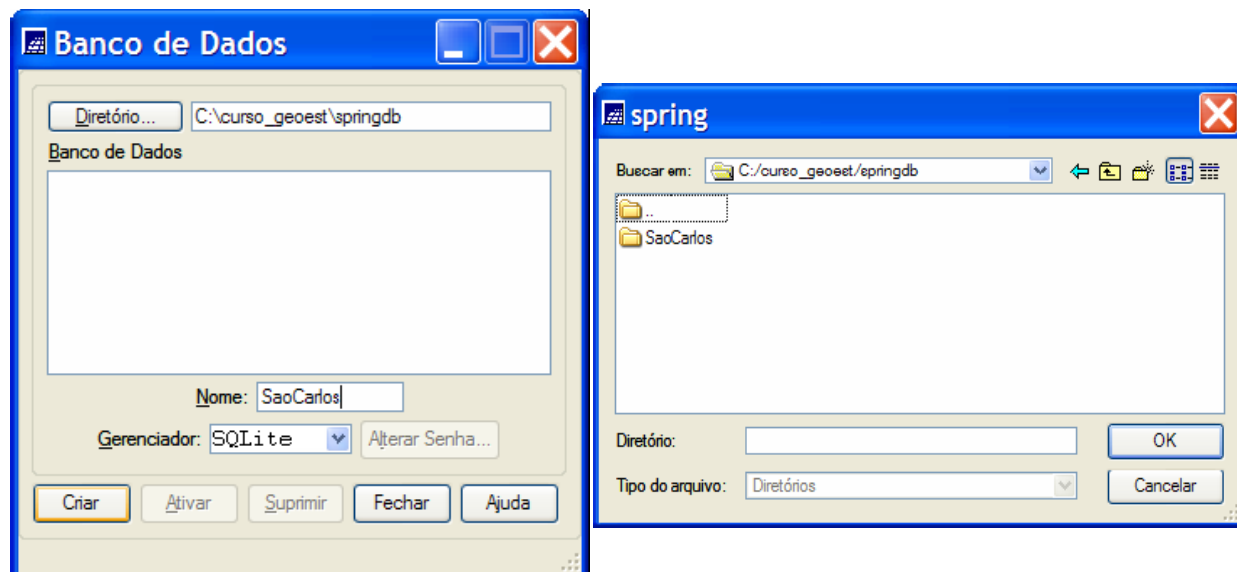 Banco de Dados
Diretório... C:\curso_geoest\springdb
Banco de Dados
Nome: SaoCarlos
Gerenciador: SQLite Alterar Senha...
Criar Ativar Suprimir Fechar Ajuda
spring
Buscar em: C:/curso_geoest/springdb
..
SaoCarlos
Diretório: OK
Tipo do arquivo: Diretórios Cancelar